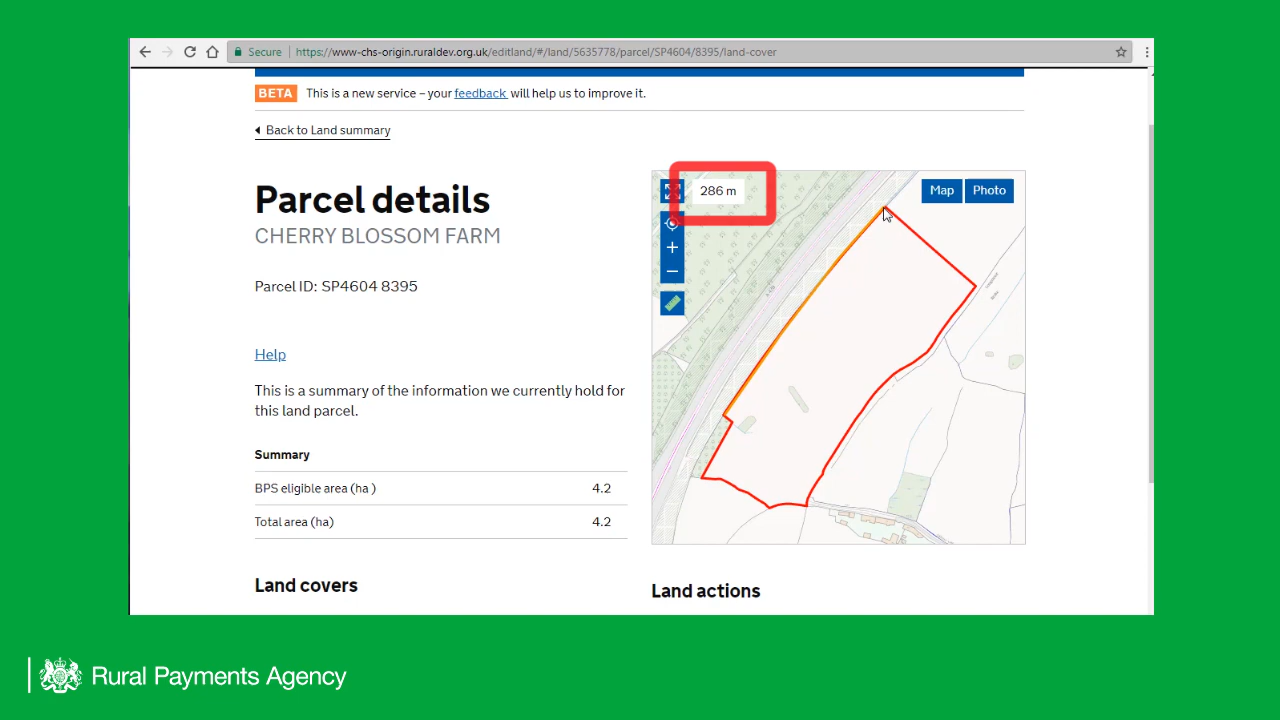 Secure
https://www-chs-origin.ruraldev.org.uk/editland/#/land/5635778/parcel/SP4604/8395/land-cover
BETA This is a new service – your feedback will help us to improve it.
Back to Land summary
Parcel details
CHERRY BLOSSOM FARM
Parcel ID: SP4604 8395
Help
This is a summary of the information we currently hold for
this land parcel.
Summary
BPS eligible area (ha ) 4.2
Total area (ha) 4.2
Land covers
286 m
Map
Photo
Land actions
Rural Payments Agency